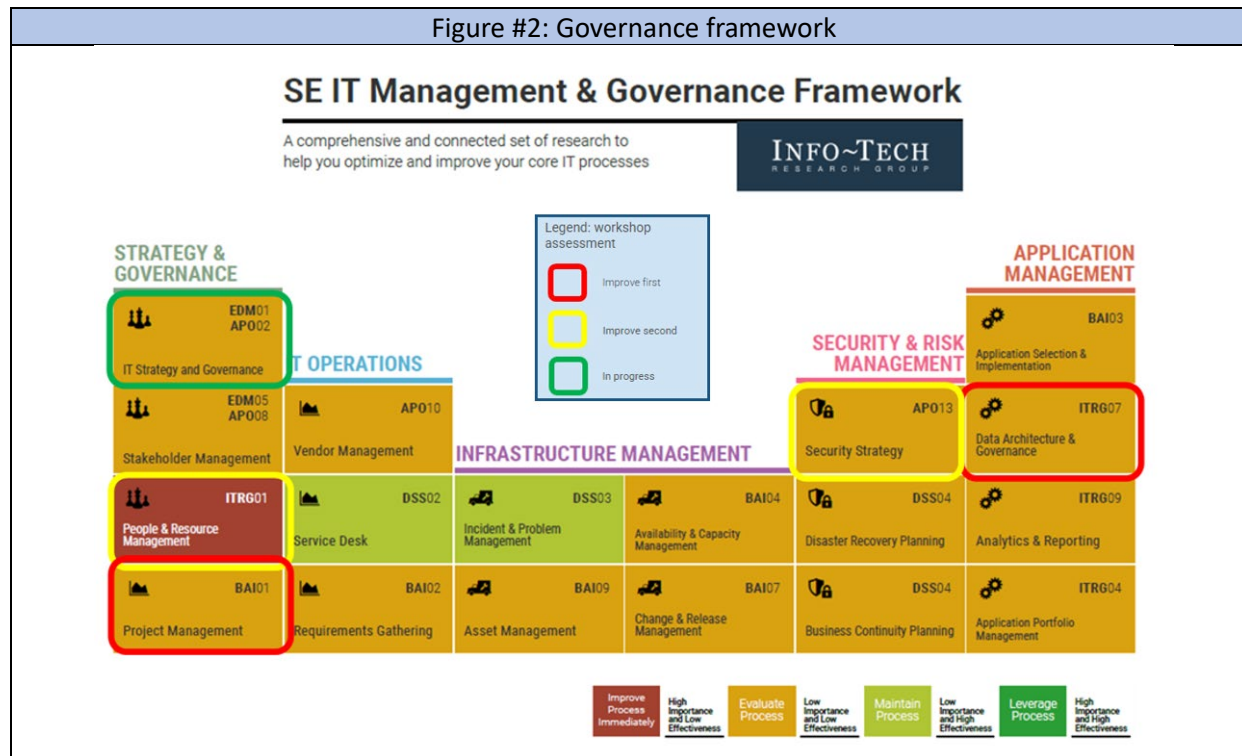 Figure #2: Governance framework
SE IT Management & Governance Framework
A comprehensive and connected set of research to
help you optimize and improve your core IT processes
INFO~TECH
RESEARCH GROUP
Legend: workshop
assessment
Improve first
Improve second
In progress
STRATEGY &
GOVERNANCE
EDM01
APO02
IT Strategy and Governance
EDM05
APO08
Stakeholder Management
ITRG01
People & Resource
Management
BAI01
Project Management
IT OPERATIONS
APO10
Vendor Management
DSS02
Service Desk
BAI02
Requirements Gathering
INFRASTRUCTURE MANAGEMENT
DSS03
Incident & Problem
Management
BAI04
Availability & Capacity
Management
BAI09
Asset Management
BAI07
Change & Release
Management
SECURITY & RISK
MANAGEMENT
APO13
Security Strategy
DSS04
Disaster Recovery Planning
DSS04
Business Continuity Planning
APPLICATION
MANAGEMENT
BAI03
Application Selection &
Implementation
ITRG07
Data Architecture &
Governance
ITRG09
Analytics & Reporting
ITRG04
Application Portfolio
Management
Improve
Process
Immediately
High
Importance
and Low
Effectiveness
Evaluate
Process
Low
Importance
and Low
Effectiveness
Maintain
Process
Low
Importance
and High
Effectiveness
Leverage
Process
High
Importance
and High
Effectiveness